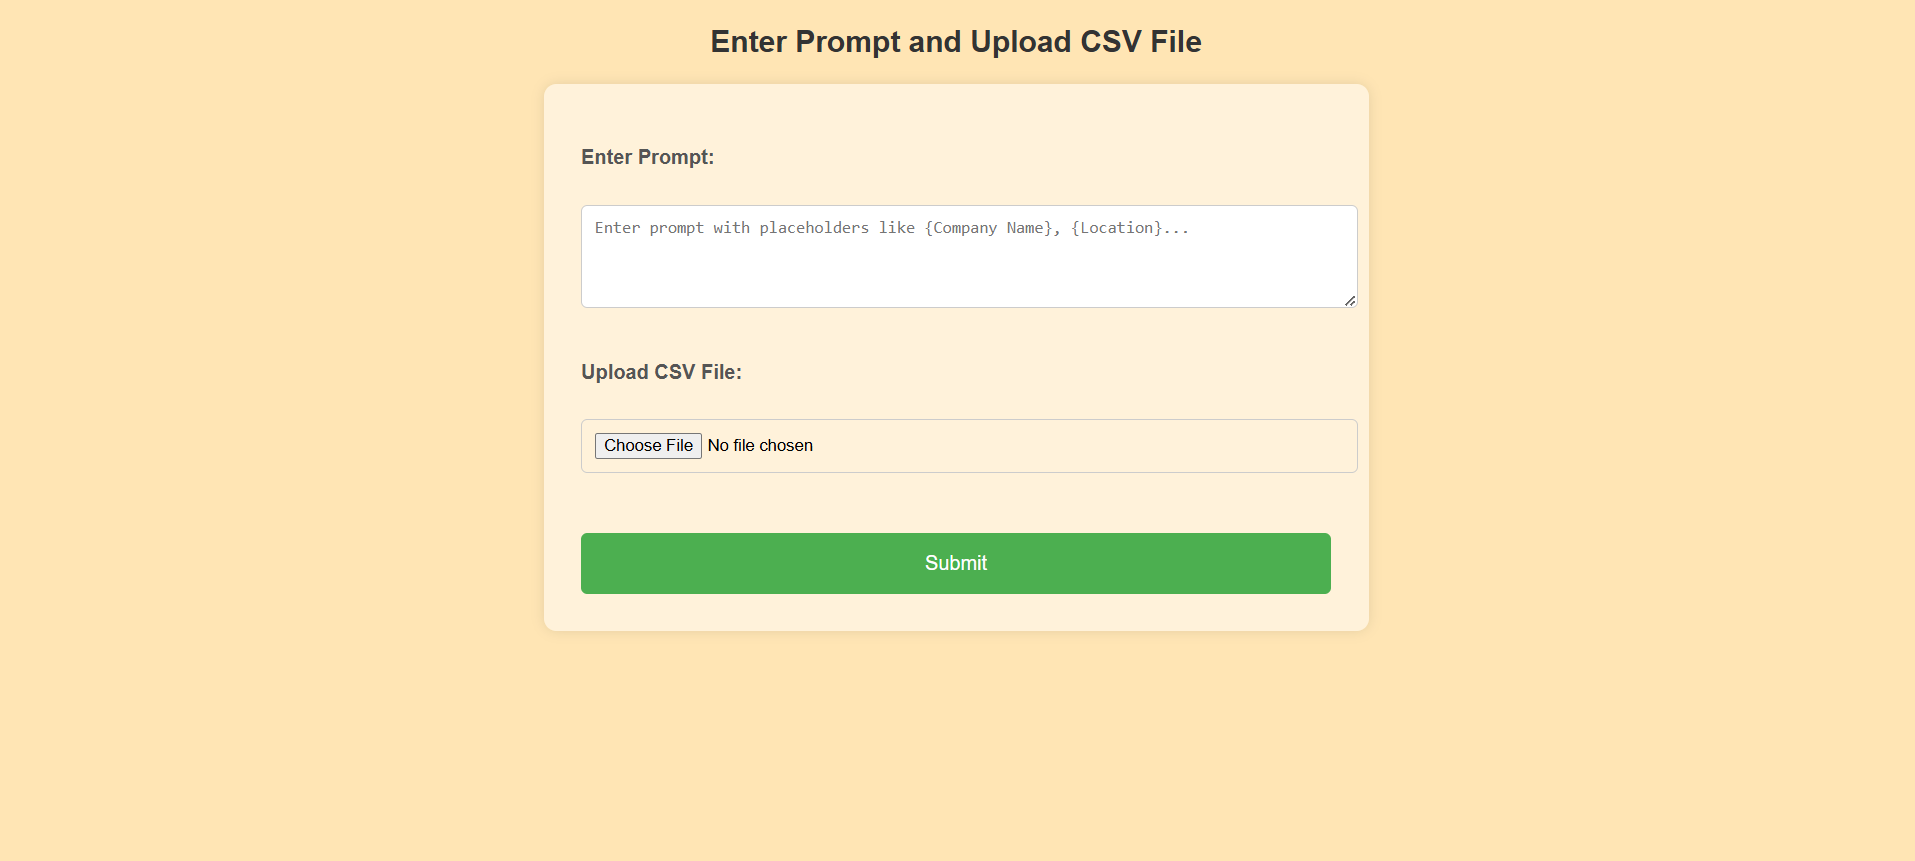 Enter Prompt and Upload CSV File
Enter Prompt:
Enter prompt with placeholders like {Company Name}, {Location}...
Upload CSV File:
Choose File No file chosen
Submit